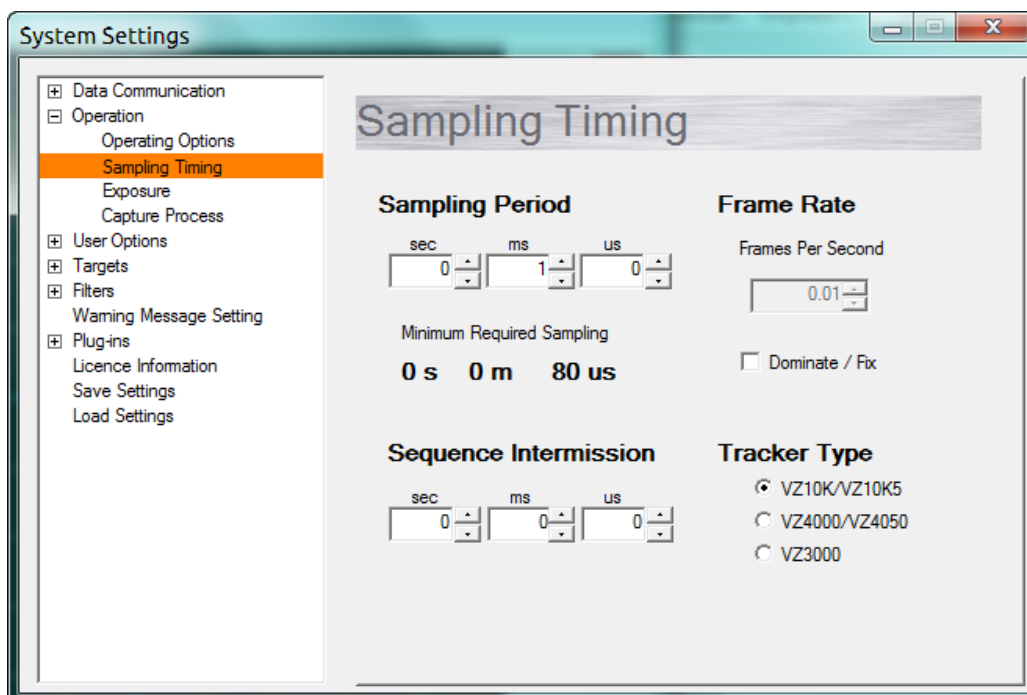 System Settings
Data Communication
Operation
Operating Options
Sampling Timing
Exposure
Capture Process
User Options
Targets
Filters
Warning Message Setting
Plug-ins
Licence Information
Save Settings
Load Settings
Sampling Timing
Sampling Period
sec ms us
0 1 0
Minimum Required Sampling
0 s 0 m 80 us
Frame Rate
Frames Per Second
0.01
Dominate / Fix
Sequence Intermission
sec ms us
0 0 0
Tracker Type
VZ10K/VZ10K5
VZ4000/VZ4050
VZ3000